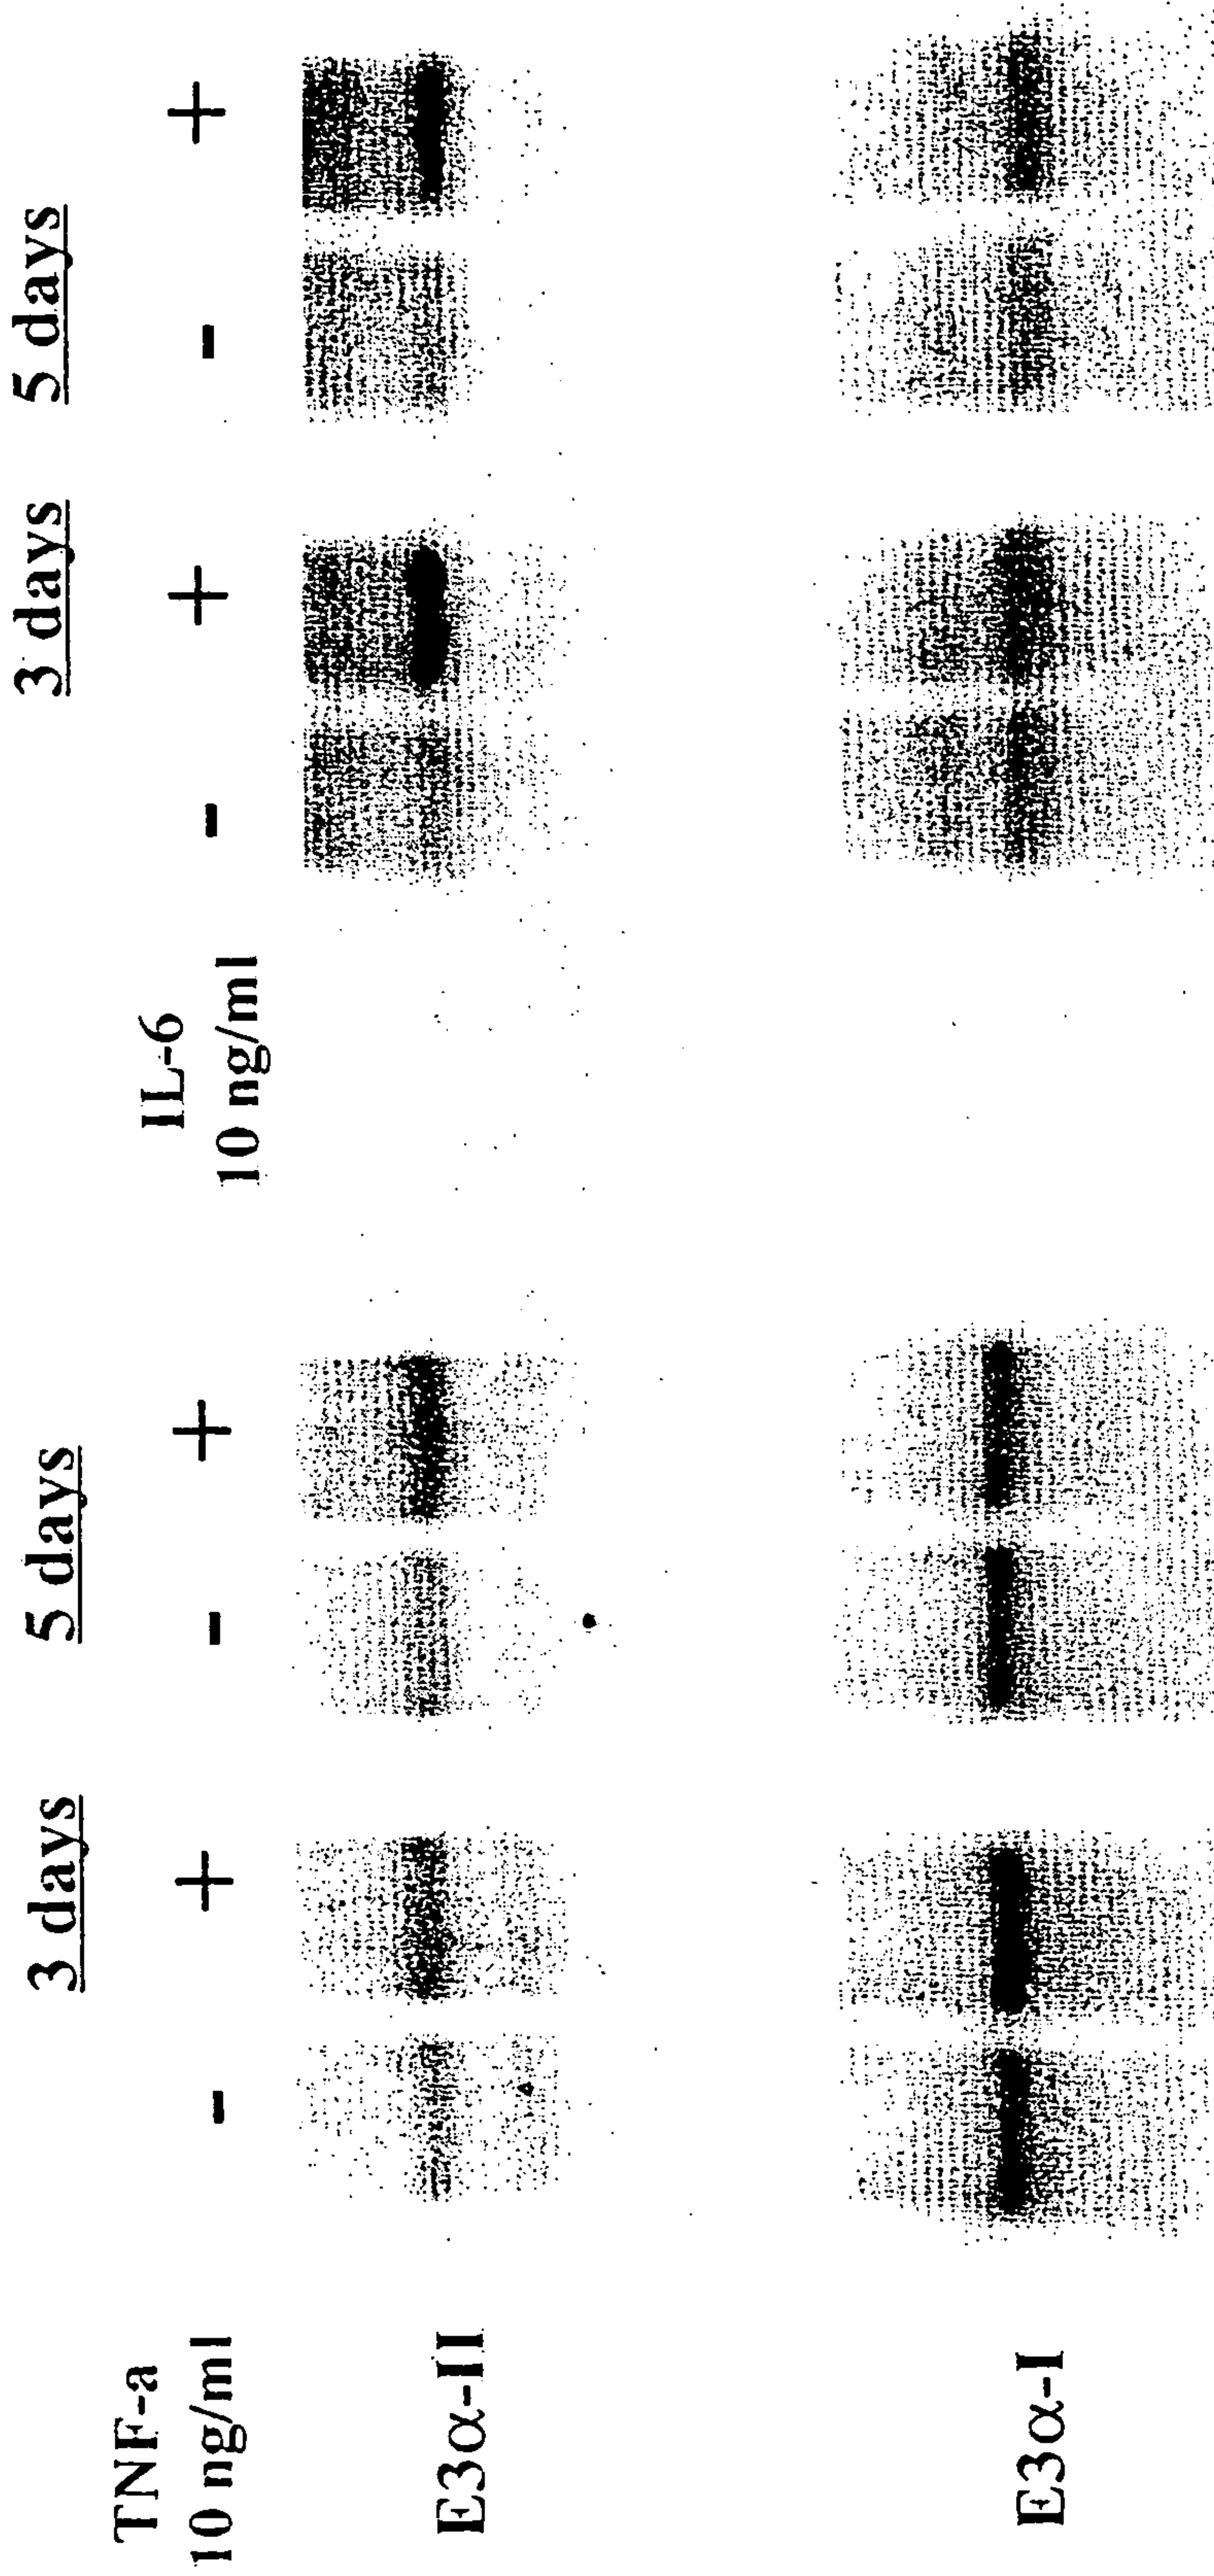 3 days 5 days 3 days 5 days
TNF-a - + - + IL-6 - + - +
10 ng/ml 10 ng/ml
E3α-II
E3α-I